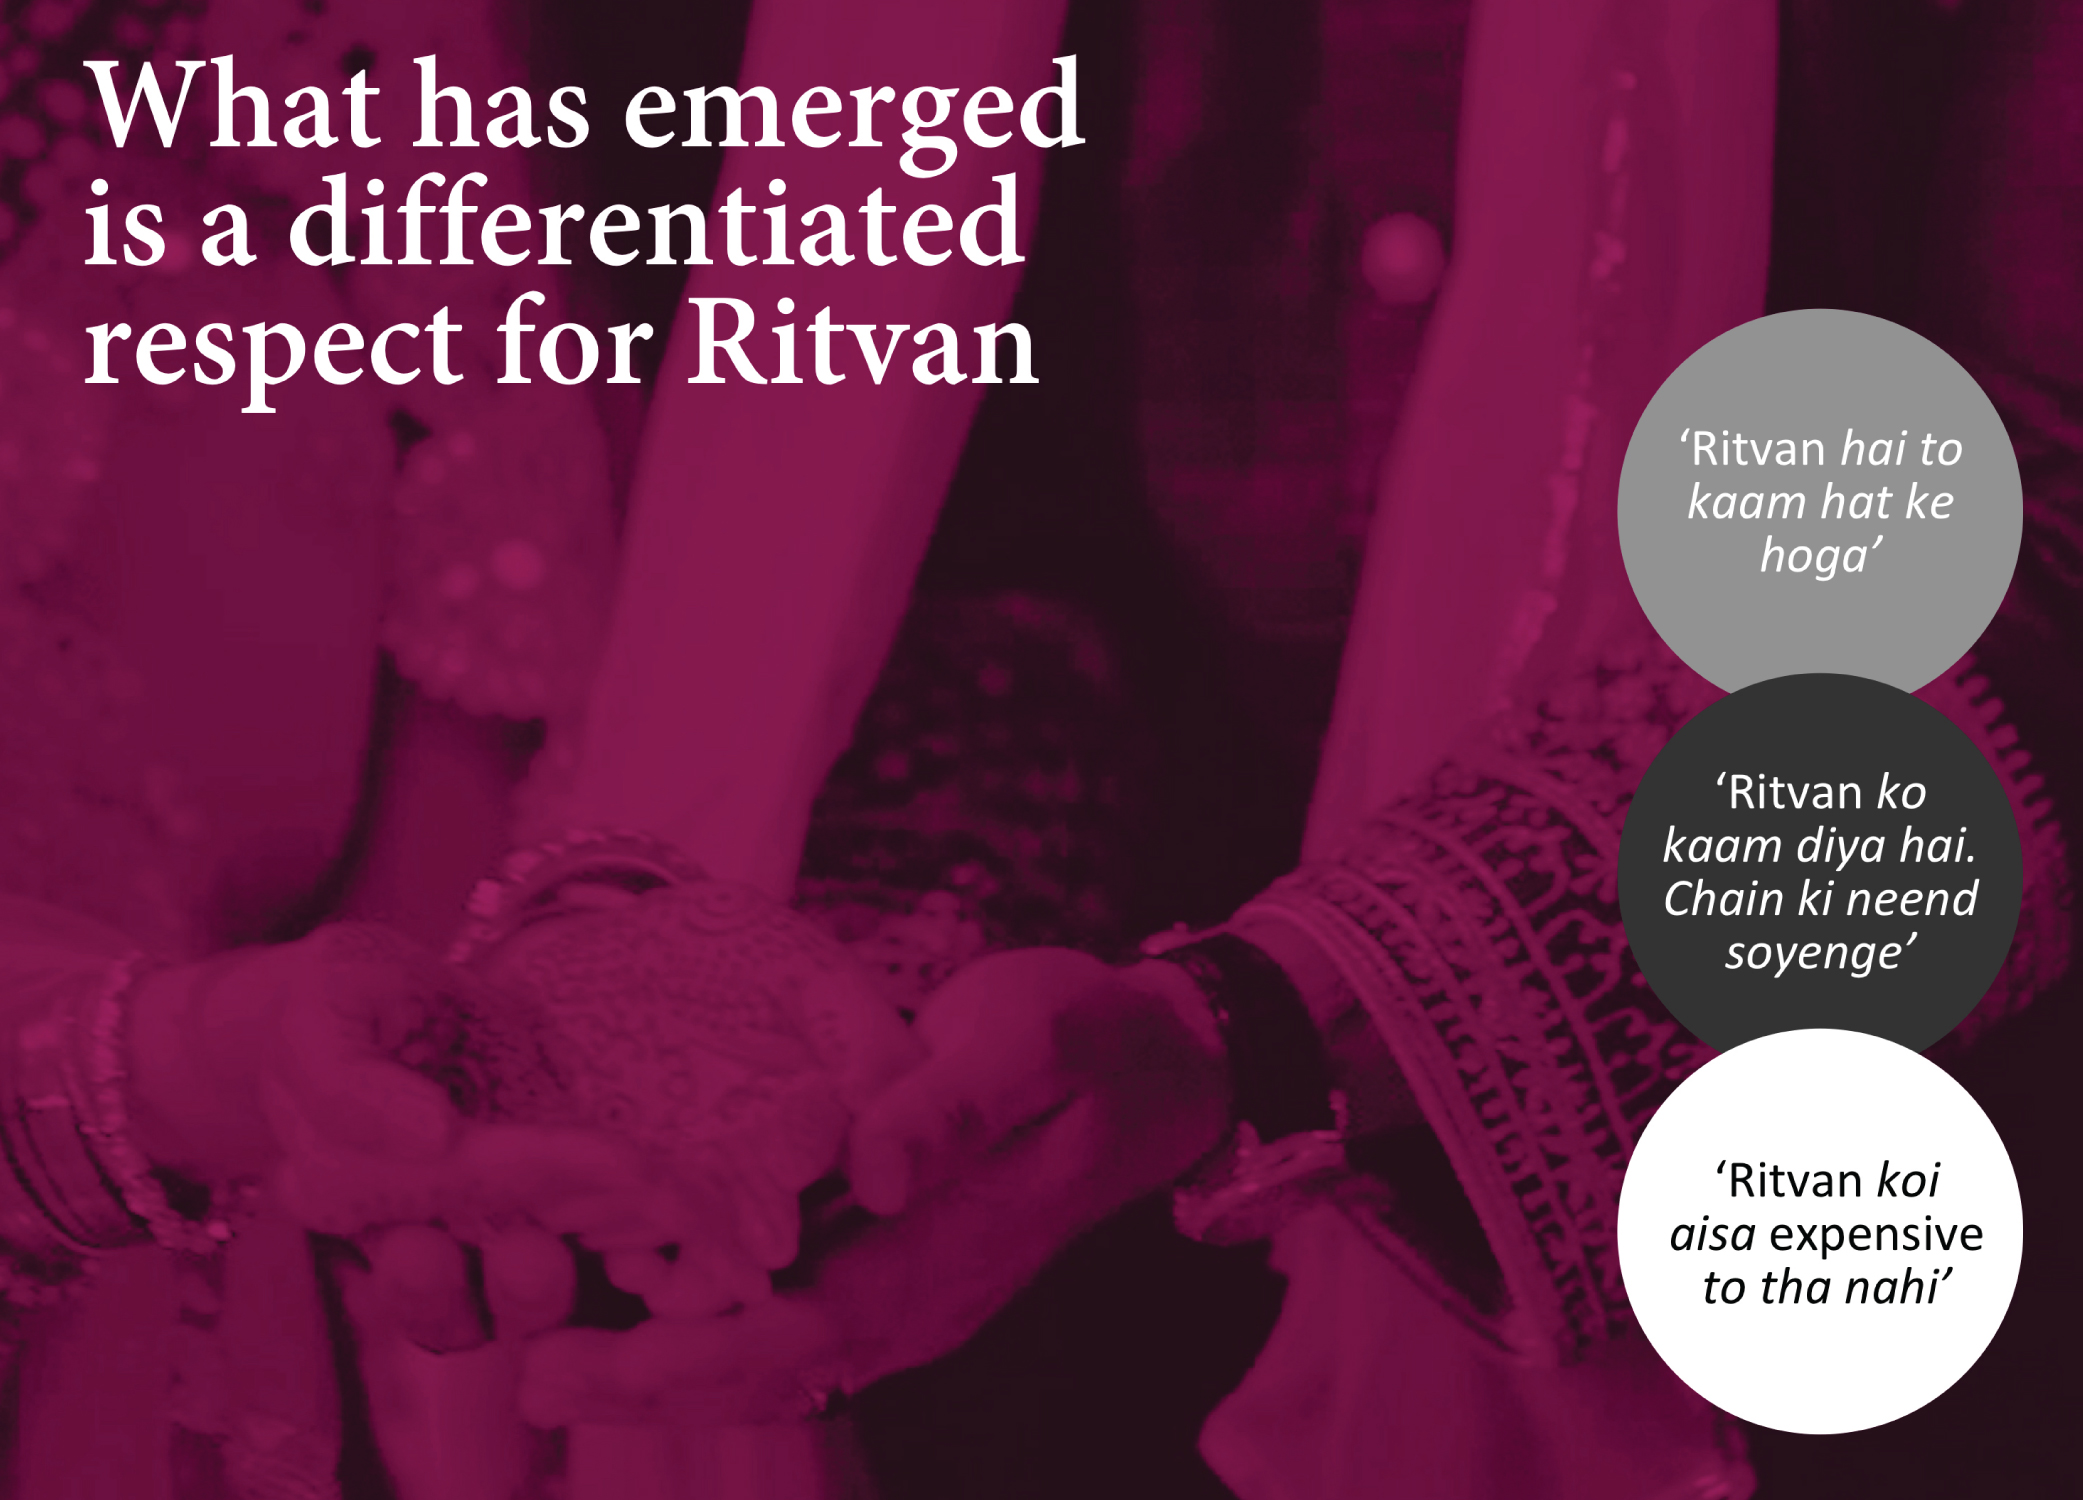 What has emerged
is a differentiated
respect for Ritvan
‘Ritvan hai to
kaam hat ke
hoga’
‘Ritvan ko
kaam diya hai.
Chain ki neend
soyenge’
‘Ritvan koi
aisa expensive
to tha nahi’